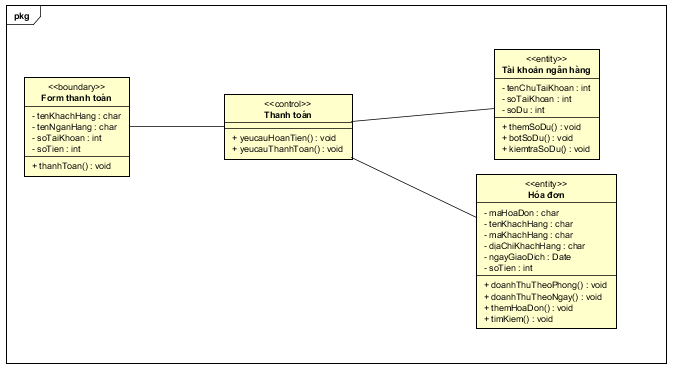 pkg
<<boundary>>
Form thanh toán
- tenKhachHang : char
- tenNganHang : char
- soTaiKhoan : int
- soTien : int
+ thanhToan() : void
<<control>>
Thanh toán
+ yeucauHoanTien() : void
+ yeucauThanhToan() : void
<<entity>>
Tài khoản ngân hàng
- tenChuTaiKhoan : int
- soTaiKhoan : int
- soDu : int
+ themSoDu() : void
+ botSoDu() : void
+ kiemtraSoDu() : void
<<entity>>
Hóa đơn
- maHoaDon : char
- tenKhachHang : char
- maKhachHang : char
- diaChiKhachHang : char
- ngayGiaoDich : Date
- soTien : int
+ doanhThuTheoPhong() : void
+ doanhThuTheoNgay() : void
+ themHoaDon() : void
+ timKiem() : void